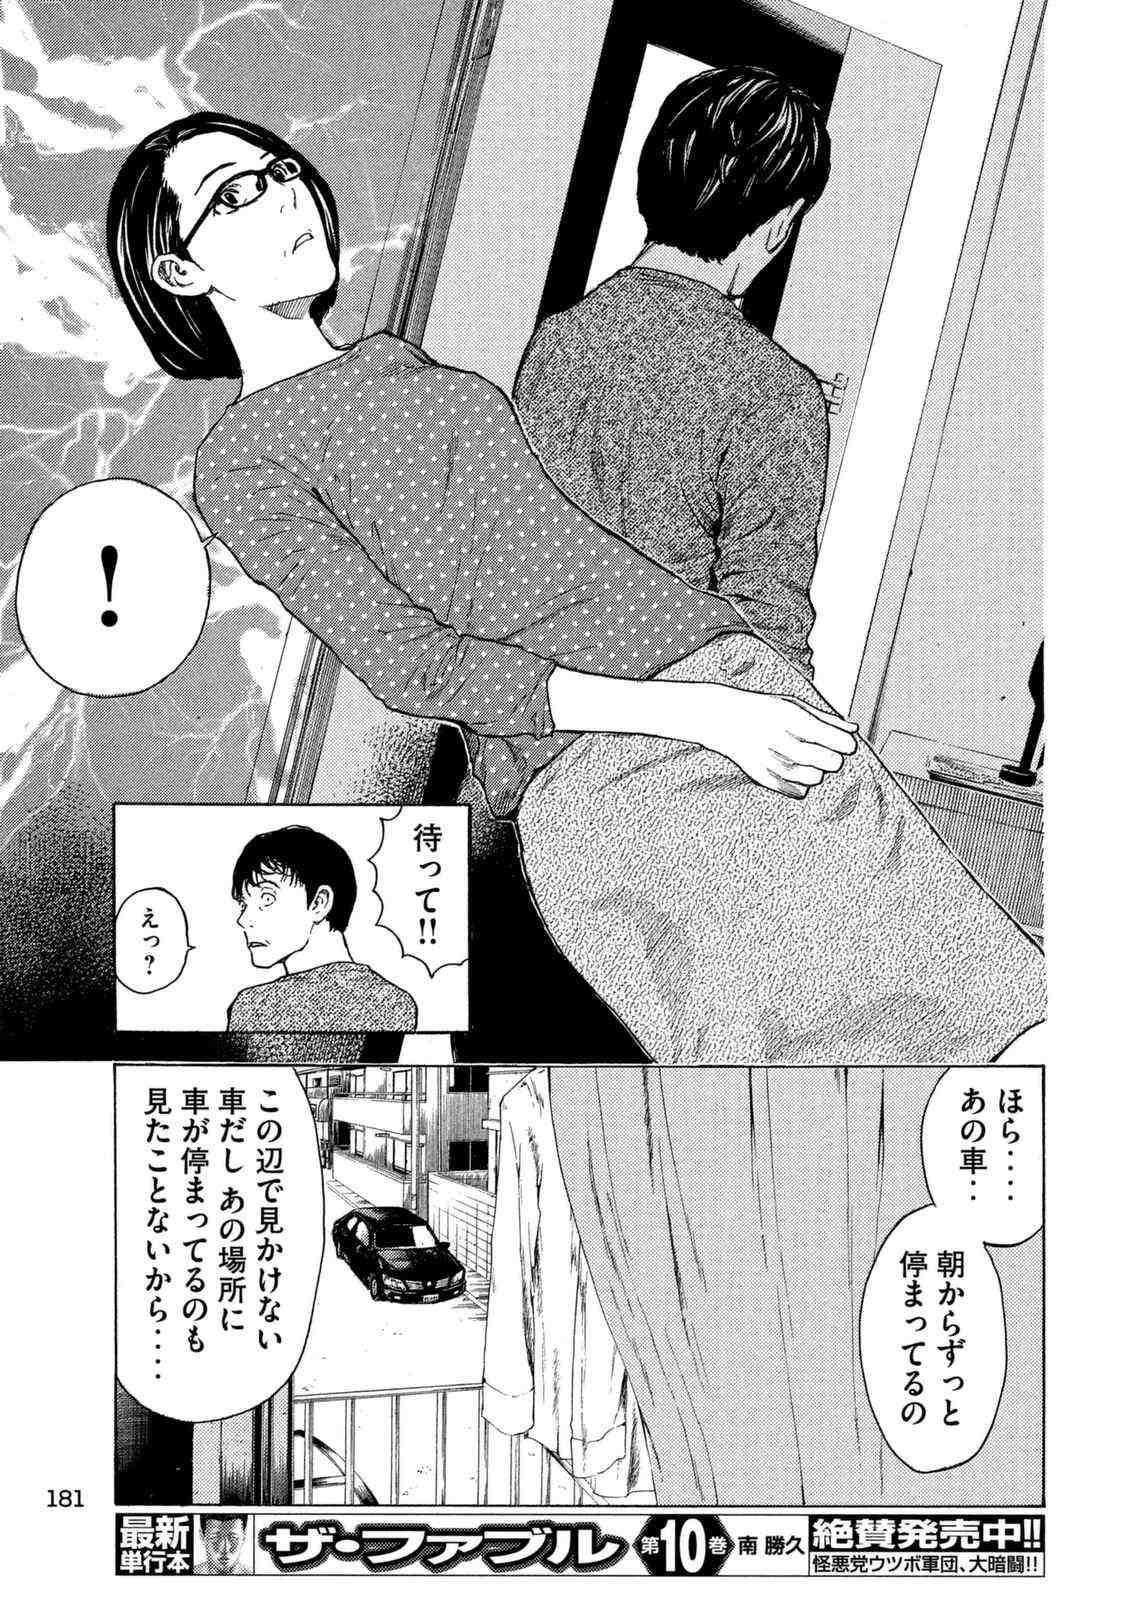 ！
待って!!
えっ？
ほら‥‥
あの車‥
朝からずっと
停まってるの
この辺で見かけない
車だし あの場所に
車が停まってるのも
見たことないから‥‥‥
181
最新
単行本
ザ・ファブル
第10巻
南 勝久
絶賛発売中!!
怪悪党ウツボ軍団、大暗闘!!